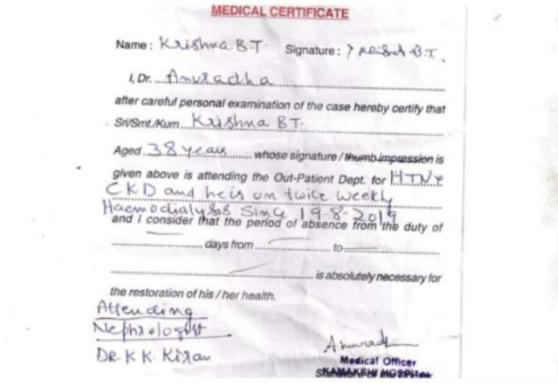 MEDICAL CERTIFICATE
Name : Krishna B.T. Signature : B.T.
I, Dr. Anuradha
after careful personal examination of the case hereby certify that
Sri/Smt./Kum Krishna BT.
Aged 38 years whose signature / thumb impression is
given above is attending the Out-Patient Dept. for HTN,
CKD and he is on twice weekly
Haemodialysis since 19-8-2019
and I consider that the period of absence from the duty of
days from to
is absolutely necessary for
the restoration of his / her health.
Attending
Nephrologist
DR. K K. Kiran
Anurad
Medical Officer
KAMAKSHI HOSPITAL